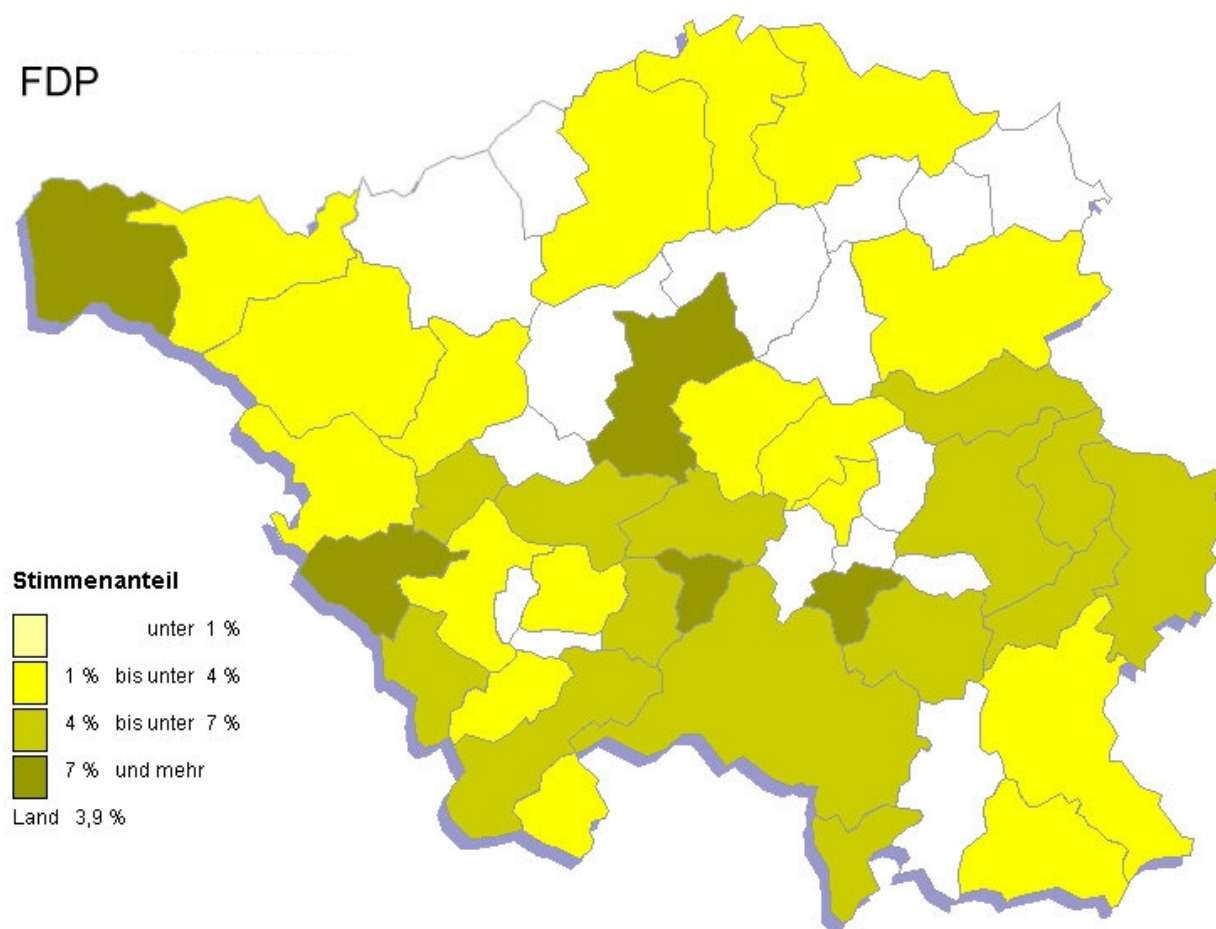 FDP
Stimmenanteil
unter 1 %
1 % bis unter 4 %
4 % bis unter 7 %
7 % und mehr
Land 3,9 %